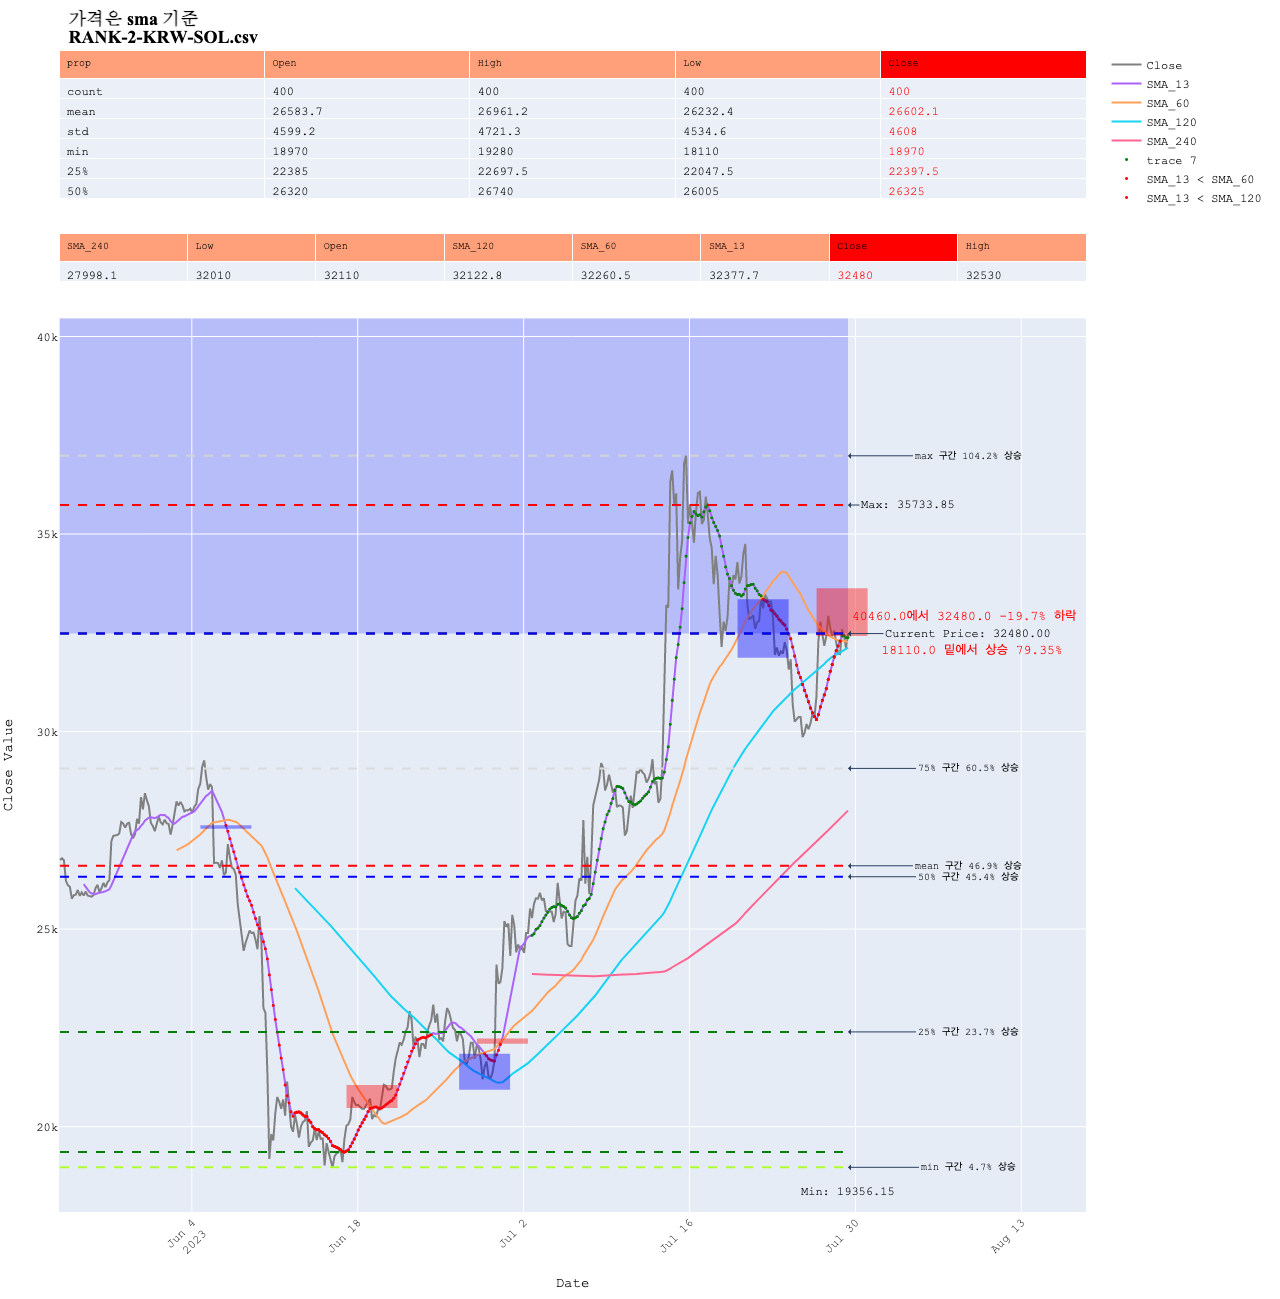 가격은 sma 기준
RANK-2-KRW-SOL.csv
prop Open High Low Close
count 400 400 400 400
mean 26583.7 26961.2 26232.4 26602.1
std 4599.2 4721.3 4534.6 4608
min 18970 19280 18110 18970
25% 22385 22697.5 22047.5 22397.5
50% 26320 26740 26005 26325
SMA_240 Low Open SMA_120 SMA_60 SMA_13 Close High
27998.1 32010 32110 32122.8 32260.5 32377.7 32480 32530
Close
SMA_13
SMA_60
SMA_120
SMA_240
trace 7
SMA_13 < SMA_60
SMA_13 < SMA_120
40k
max 구간 104.2% 상승
Max: 35733.85
35k
40460.0에서 32480.0 -19.7% 하락
Current Price: 32480.00
18110.0 밑에서 상승 79.35%
30k
75% 구간 60.5% 상승
mean 구간 46.9% 상승
50% 구간 45.4% 상승
25k
25% 구간 23.7% 상승
20k
min 구간 4.7% 상승
Min: 19356.15
Close Value
Jun 4
2023
Jun 18
Jul 2
Jul 16
Jul 30
Aug 13
Date